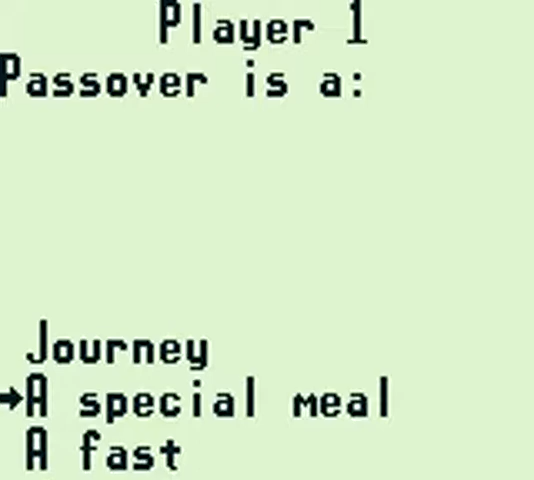 Player 1
Passover is a:
Journey
→A special meal
A fast